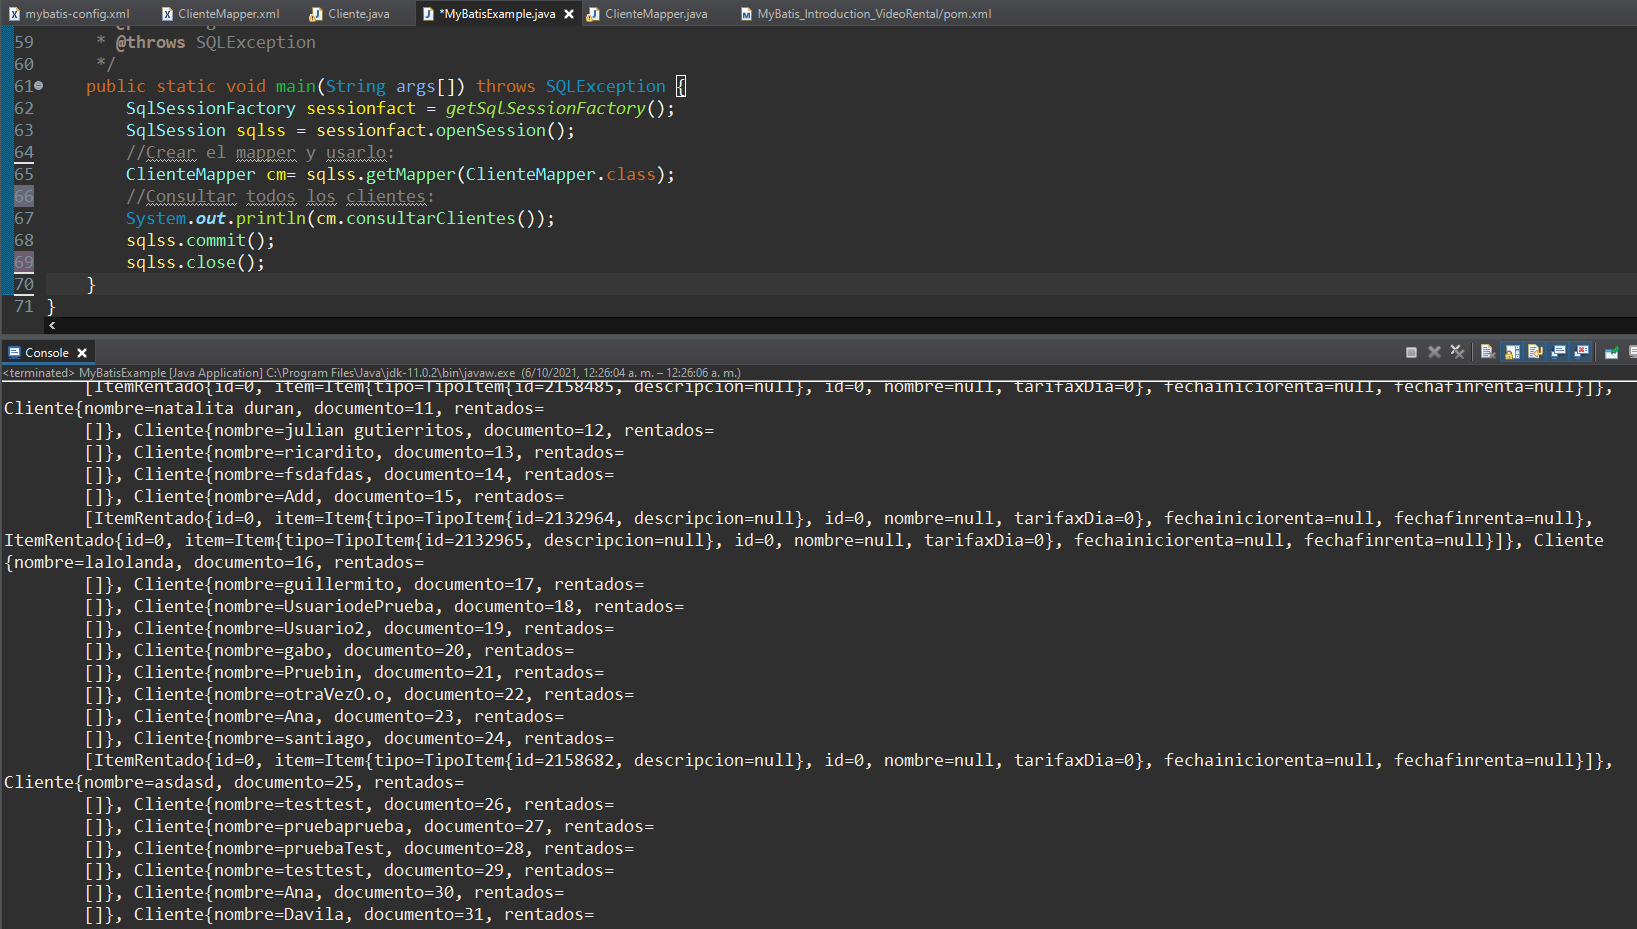 mybatis-config.xml ClienteMapper.xml Cliente.java *MyBatisExample.java ClienteMapper.java MyBatis_Introduction_VideoRental/pom.xml
59 * @throws SQLException
60 */
61 public static void main(String args[]) throws SQLException {
62 SqlSessionFactory sessionfact = getSqlSessionFactory();
63 SqlSession sqlss = sessionfact.openSession();
64 //Crear el mapper y usarlo:
65 ClienteMapper cm= sqlss.getMapper(ClienteMapper.class);
66 //Consultar todos los clientes:
67 System.out.println(cm.consultarClientes());
68 sqlss.commit();
69 sqlss.close();
70 }
71 }
Console
<terminated> MyBatisExample [Java Application] C:\Program Files\Java\jdk-11.0.2\bin\javaw.exe (6/10/2021, 12:26:04 a. m. – 12:26:06 a. m.)
[ItemRentado{id=0, item=Item{tipo=TipoItem{id=2158485, descripcion=null}, id=0, nombre=null, tarifaxDia=0}, fechainiciorenta=null, fechafinrenta=null}]},
Cliente{nombre=natalita duran, documento=11, rentados=
[]}, Cliente{nombre=julian gutierritos, documento=12, rentados=
[]}, Cliente{nombre=ricardito, documento=13, rentados=
[]}, Cliente{nombre=fsdafdas, documento=14, rentados=
[]}, Cliente{nombre=Add, documento=15, rentados=
[ItemRentado{id=0, item=Item{tipo=TipoItem{id=2132964, descripcion=null}, id=0, nombre=null, tarifaxDia=0}, fechainiciorenta=null, fechafinrenta=null},
ItemRentado{id=0, item=Item{tipo=TipoItem{id=2132965, descripcion=null}, id=0, nombre=null, tarifaxDia=0}, fechainiciorenta=null, fechafinrenta=null}]}, Cliente
{nombre=lalolanda, documento=16, rentados=
[]}, Cliente{nombre=guillermito, documento=17, rentados=
[]}, Cliente{nombre=UsuariodePrueba, documento=18, rentados=
[]}, Cliente{nombre=Usuario2, documento=19, rentados=
[]}, Cliente{nombre=gabo, documento=20, rentados=
[]}, Cliente{nombre=Pruebin, documento=21, rentados=
[]}, Cliente{nombre=otraVezO.o, documento=22, rentados=
[]}, Cliente{nombre=Ana, documento=23, rentados=
[]}, Cliente{nombre=santiago, documento=24, rentados=
[ItemRentado{id=0, item=Item{tipo=TipoItem{id=2158682, descripcion=null}, id=0, nombre=null, tarifaxDia=0}, fechainiciorenta=null, fechafinrenta=null}]},
Cliente{nombre=asdasd, documento=25, rentados=
[]}, Cliente{nombre=testtest, documento=26, rentados=
[]}, Cliente{nombre=pruebaprueba, documento=27, rentados=
[]}, Cliente{nombre=pruebaTest, documento=28, rentados=
[]}, Cliente{nombre=testtest, documento=29, rentados=
[]}, Cliente{nombre=Ana, documento=30, rentados=
[]}, Cliente{nombre=Davila, documento=31, rentados=